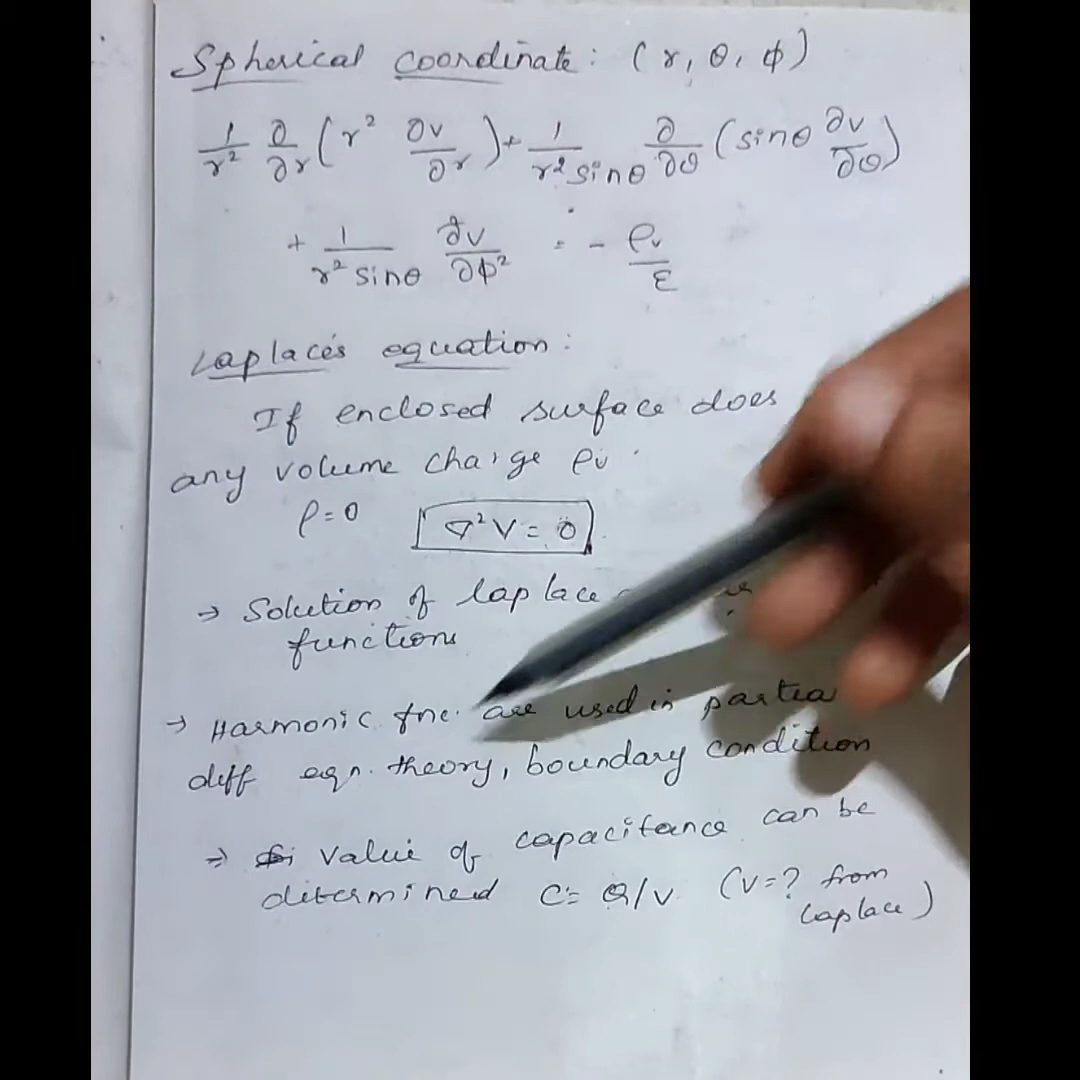 Spherical coordinate: (r, θ, ϕ)
1/r² ∂/∂r (r² ∂v/∂r) + 1/r² sinθ ∂/∂θ (sinθ ∂v/∂θ)
+ 1/r² sinθ ∂²v/∂ϕ² = - ρv/ε
Laplace's equation:
If enclosed surface does
any volume charge ρv.
ρ=0 ∇²V = 0
→ Solution of laplace
functions
→ Harmonic fnc. are used in partia
diff eqn. theory, boundary condition
⇒ value of capacitance can be
ditermined C = Q/V. (V=? from
laplace)